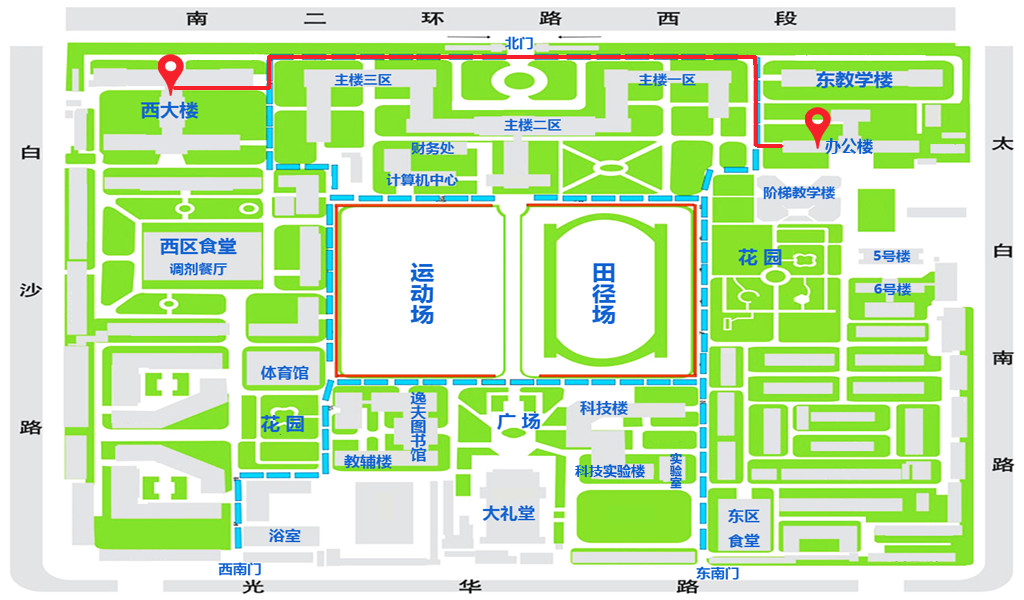 南二环路西段
北门
主楼三区
主楼一区
东教学楼
西大楼
主楼二区
办公楼
财务处
计算机中心
阶梯教学楼
白沙路
太白南路
西区食堂
调剂餐厅
运动场
田径场
花园
5号楼
6号楼
体育馆
花园
逸夫图书馆
广场
科技楼
教辅楼
科技实验楼
实验室
大礼堂
东区
食堂
浴室
西南门
东南门
光华路